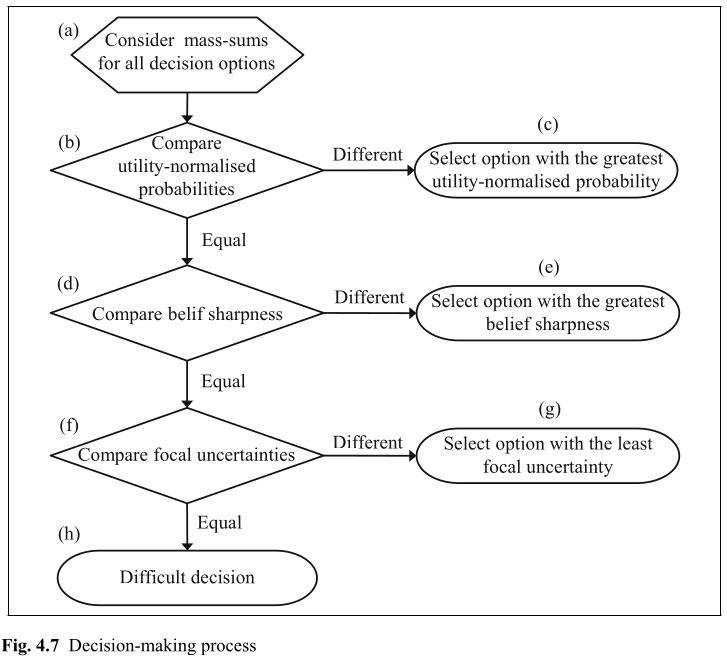 (a)
Consider mass-sums
for all decision options
(b)
Compare
utility-normalised
probabilities
Different
(c)
Select option with the greatest
utility-normalised probability
Equal
(d)
Compare belif sharpness
Different
(e)
Select option with the greatest
belief sharpness
Equal
(f)
Compare focal uncertainties
Different
(g)
Select option with the least
focal uncertainty
Equal
(h)
Difficult decision
Fig. 4.7 Decision-making process